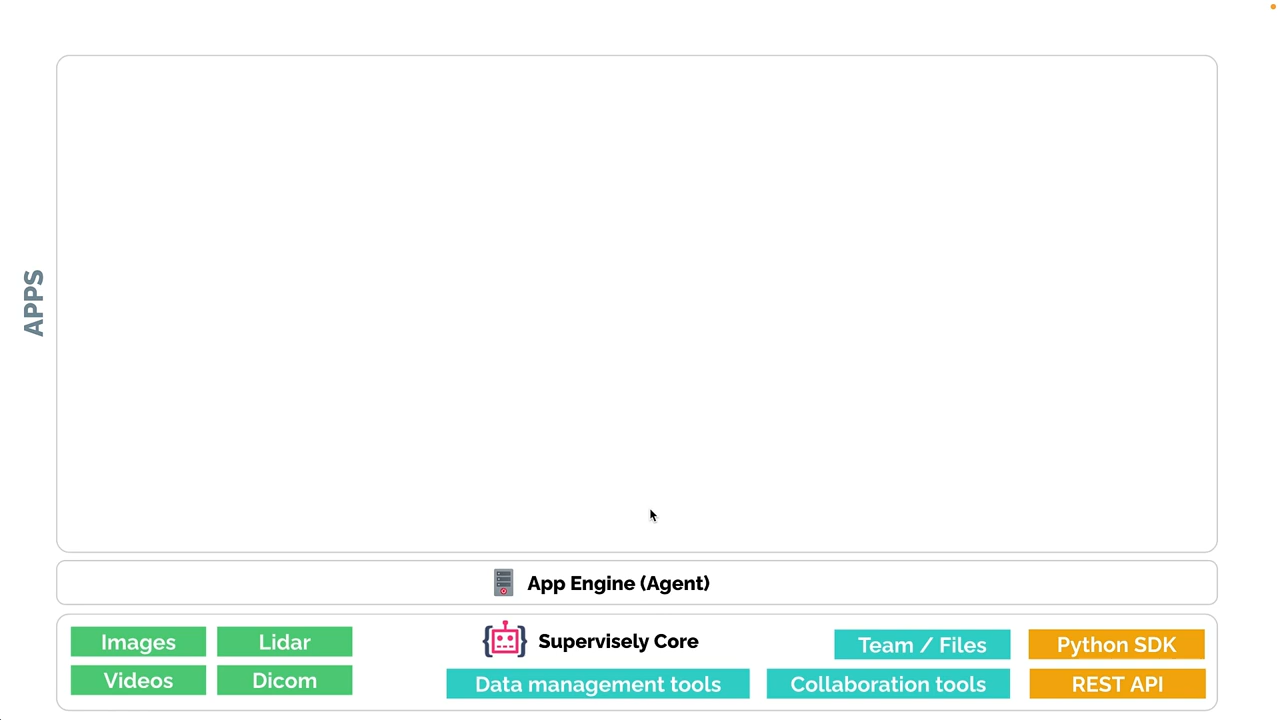 APPS
App Engine (Agent)
Images
Lidar
Videos
Dicom
Supervisely Core
Data management tools
Team / Files
Collaboration tools
Python SDK
REST API